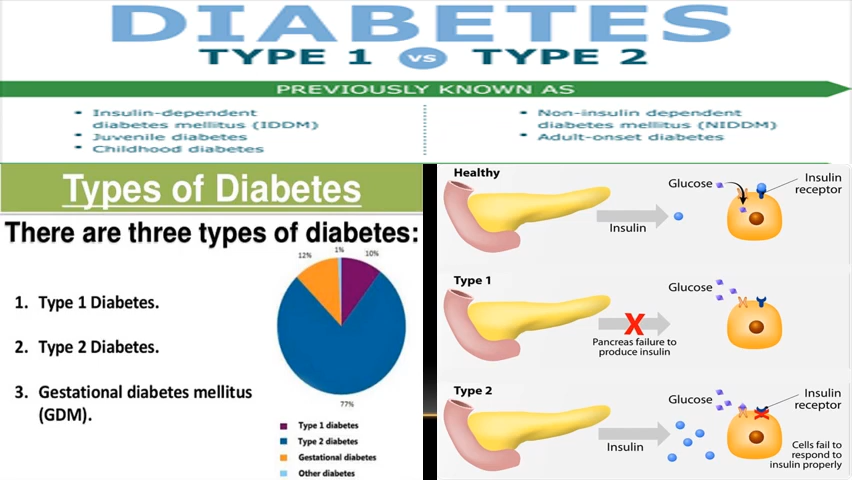 DIABETES
TYPE 1 vs TYPE 2
PREVIOUSLY KNOWN AS
• Insulin-dependent
diabetes mellitus (IDDM)
• Juvenile diabetes
• Childhood diabetes
• Non-insulin dependent
diabetes mellitus (NIDDM)
• Adult-onset diabetes
Types of Diabetes
There are three types of diabetes:
1. Type 1 Diabetes.
2. Type 2 Diabetes.
3. Gestational diabetes mellitus
(GDM).
12%
1%
10%
77%
Type 1 diabetes
Type 2 diabetes
Gestational diabetes
Other diabetes
Healthy
Insulin
Glucose
Insulin
receptor
Type 1
Pancreas failure to
produce insulin
Glucose
Type 2
Insulin
Glucose
Insulin
receptor
Cells fail to
respond to
insulin properly